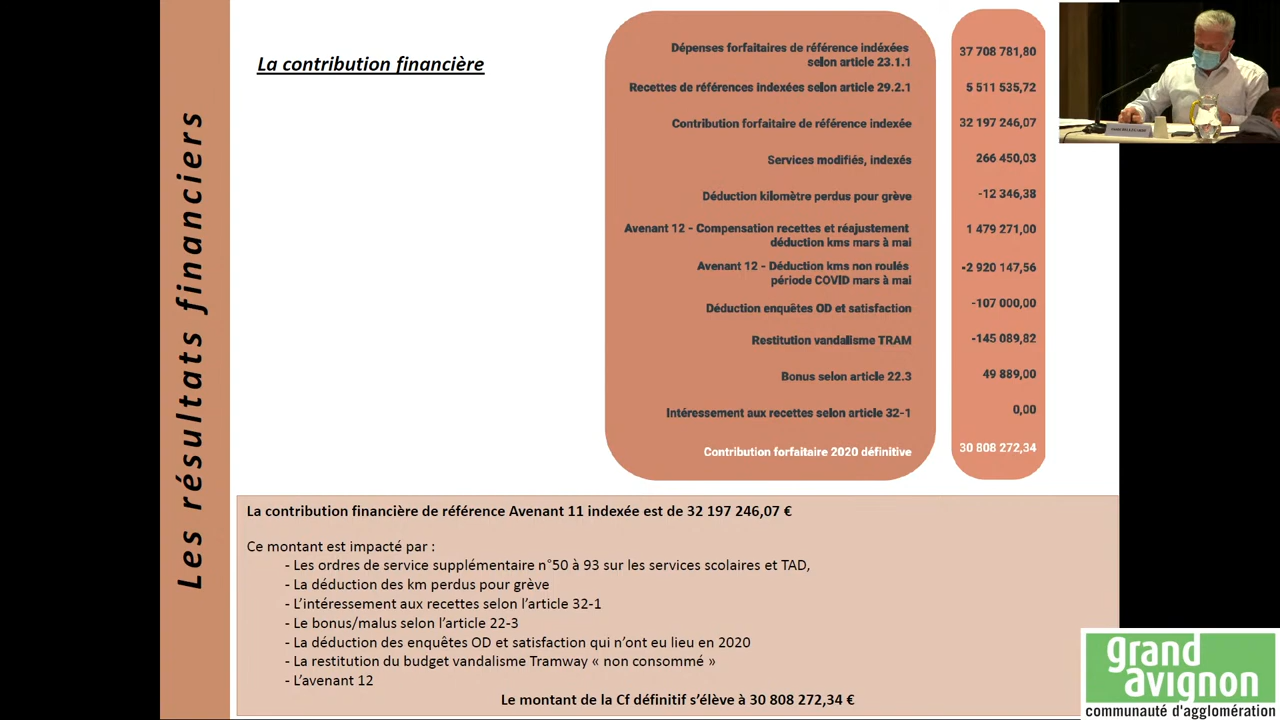 Les résultats financiers
La contribution financière
Dépenses forfaitaires de référence indéxées
selon article 23.1.1
37 708 781,80
Recettes de références indexées selon article 29.2.1
5 511 535,72
Contribution forfaitaire de référence indexée
32 197 246,07
Services modifiés, indexés
266 450,03
Déduction kilomètre perdus pour grève
-12 346,38
Avenant 12 - Compensation recettes et réajustement
déduction kms mars à mai
1 479 271,00
Avenant 12 - Déduction kms non roulés
période COVID mars à mai
-2 920 147,56
Déduction enquêtes OD et satisfaction
-107 000,00
Restitution vandalisme TRAM
-145 089,82
Bonus selon article 22.3
49 889,00
Intéressement aux recettes selon article 32-1
0,00
Contribution forfaitaire 2020 définitive
30 808 272,34
La contribution financière de référence Avenant 11 indexée est de 32 197 246,07 €
Ce montant est impacté par :
- Les ordres de service supplémentaire n°50 à 93 sur les services scolaires et TAD,
- La déduction des km perdus pour grève
- L'intéressement aux recettes selon l'article 32-1
- Le bonus/malus selon l'article 22-3
- La déduction des enquêtes OD et satisfaction qui n'ont eu lieu en 2020
- La restitution du budget vandalisme Tramway « non consommé »
- L'avenant 12
Le montant de la Cf définitif s'élève à 30 808 272,34 €
grand
avignon
communauté d'agglomération